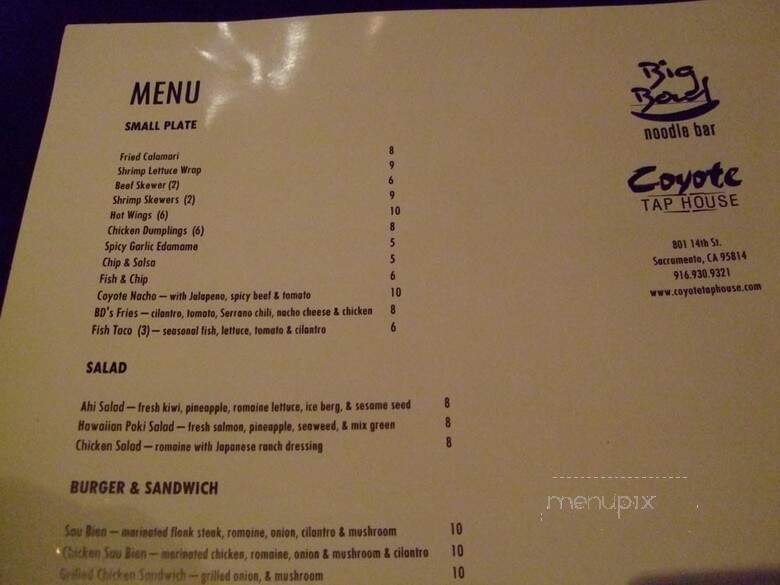 MENU
SMALL PLATE
Fried Calamari 8
Shrimp Lettuce Wrap 9
Beef Skewer (2) 6
Shrimp Skewers (2) 9
Hot Wings (6) 10
Chicken Dumplings (6) 8
Spicy Garlic Edamame 5
Chip & Salsa 5
Fish & Chip 6
Coyote Nacho – with Jalapeno, spicy beef & tomato 10
BD's Fries – cilantro, tomato, Serrano chili, nacho cheese & chicken 8
Fish Taco (3) – seasonal fish, lettuce, tomato & cilantro 6
SALAD
Ahi Salad – fresh kiwi, pineapple, romaine lettuce, ice berg, & sesame seed 8
Hawaiian Poki Salad – fresh salmon, pineapple, seaweed, & mix green 8
Chicken Salad – romaine with Japanese ranch dressing 8
BURGER & SANDWICH
Sau Bien – marinated flank steak, romaine, onion, cilantro & mushroom 10
Chicken Sau Bien – marinated chicken, romaine, onion & mushroom & cilantro 10
Grilled Chicken Sandwich – grilled onion, & mushroom 10
Big
Bowl
noodle bar
Coyote
TAP HOUSE
801 14th St.
Sacramento, CA 95814
916.930.9321
www.coyotetaphouse.com
menupix